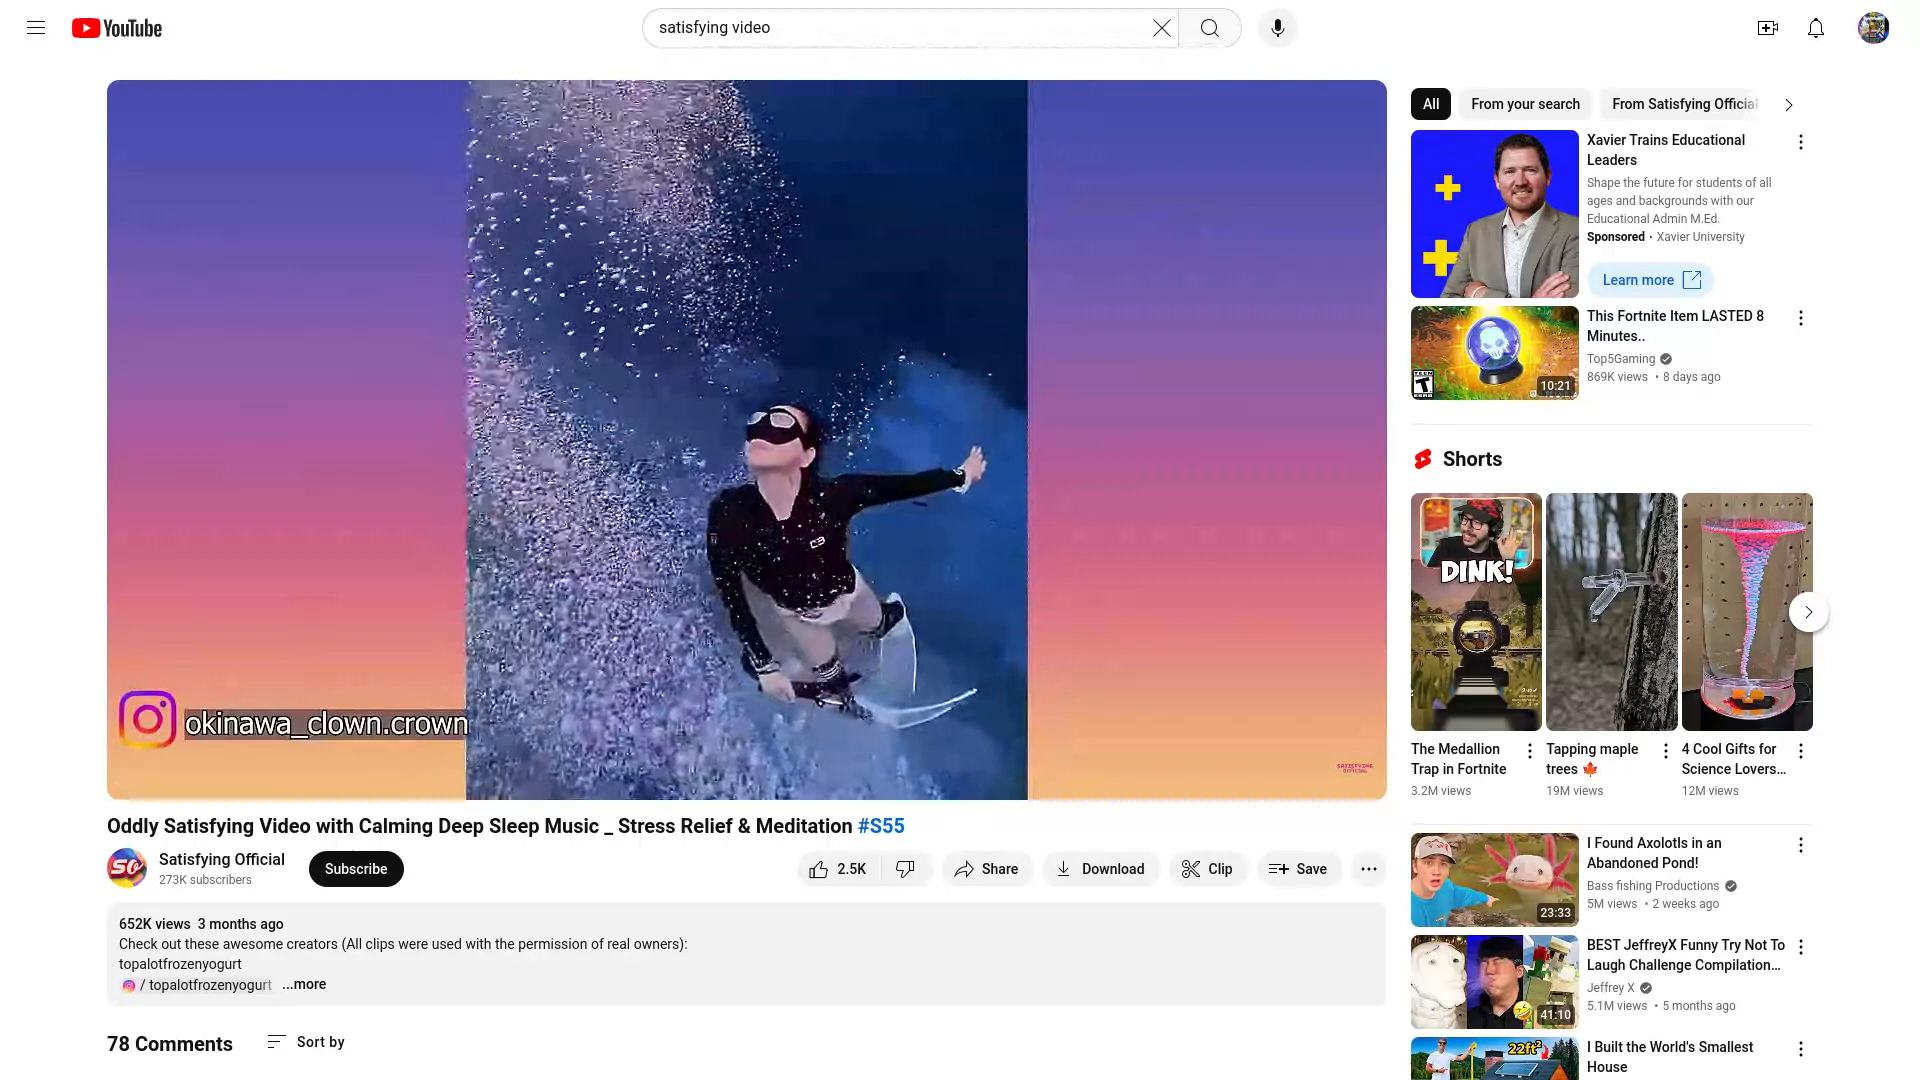 YouTube
satisfying video
okinawa_clown.crown
SATISFYING
OFFICIAL
Oddly Satisfying Video with Calming Deep Sleep Music _ Stress Relief & Meditation #S55
Satisfying Official
273K subscribers
Subscribe
2.5K
Share
Download
Clip
Save
652K views 3 months ago
Check out these awesome creators (All clips were used with the permission of real owners):
topalotfrozenyogurt
/ topalotfrozenyogurt ...more
78 Comments
Sort by
All
From your search
From Satisfying Official
Xavier Trains Educational
Leaders
Shape the future for students of all
ages and backgrounds with our
Educational Admin M.Ed.
Sponsored · Xavier University
Learn more
10:21
This Fortnite Item LASTED 8
Minutes..
Top5Gaming
869K views • 8 days ago
Shorts
DINK!
The Medallion
Trap in Fortnite
3.2M views
Tapping maple
trees 🍁
19M views
4 Cool Gifts for
Science Lovers...
12M views
23:33
I Found Axolotls in an
Abandoned Pond!
Bass fishing Productions
5M views • 2 weeks ago
41:10
BEST JeffreyX Funny Try Not To
Laugh Challenge Compilation...
Jeffrey X
5.1M views • 5 months ago
22ft²
I Built the World's Smallest
House